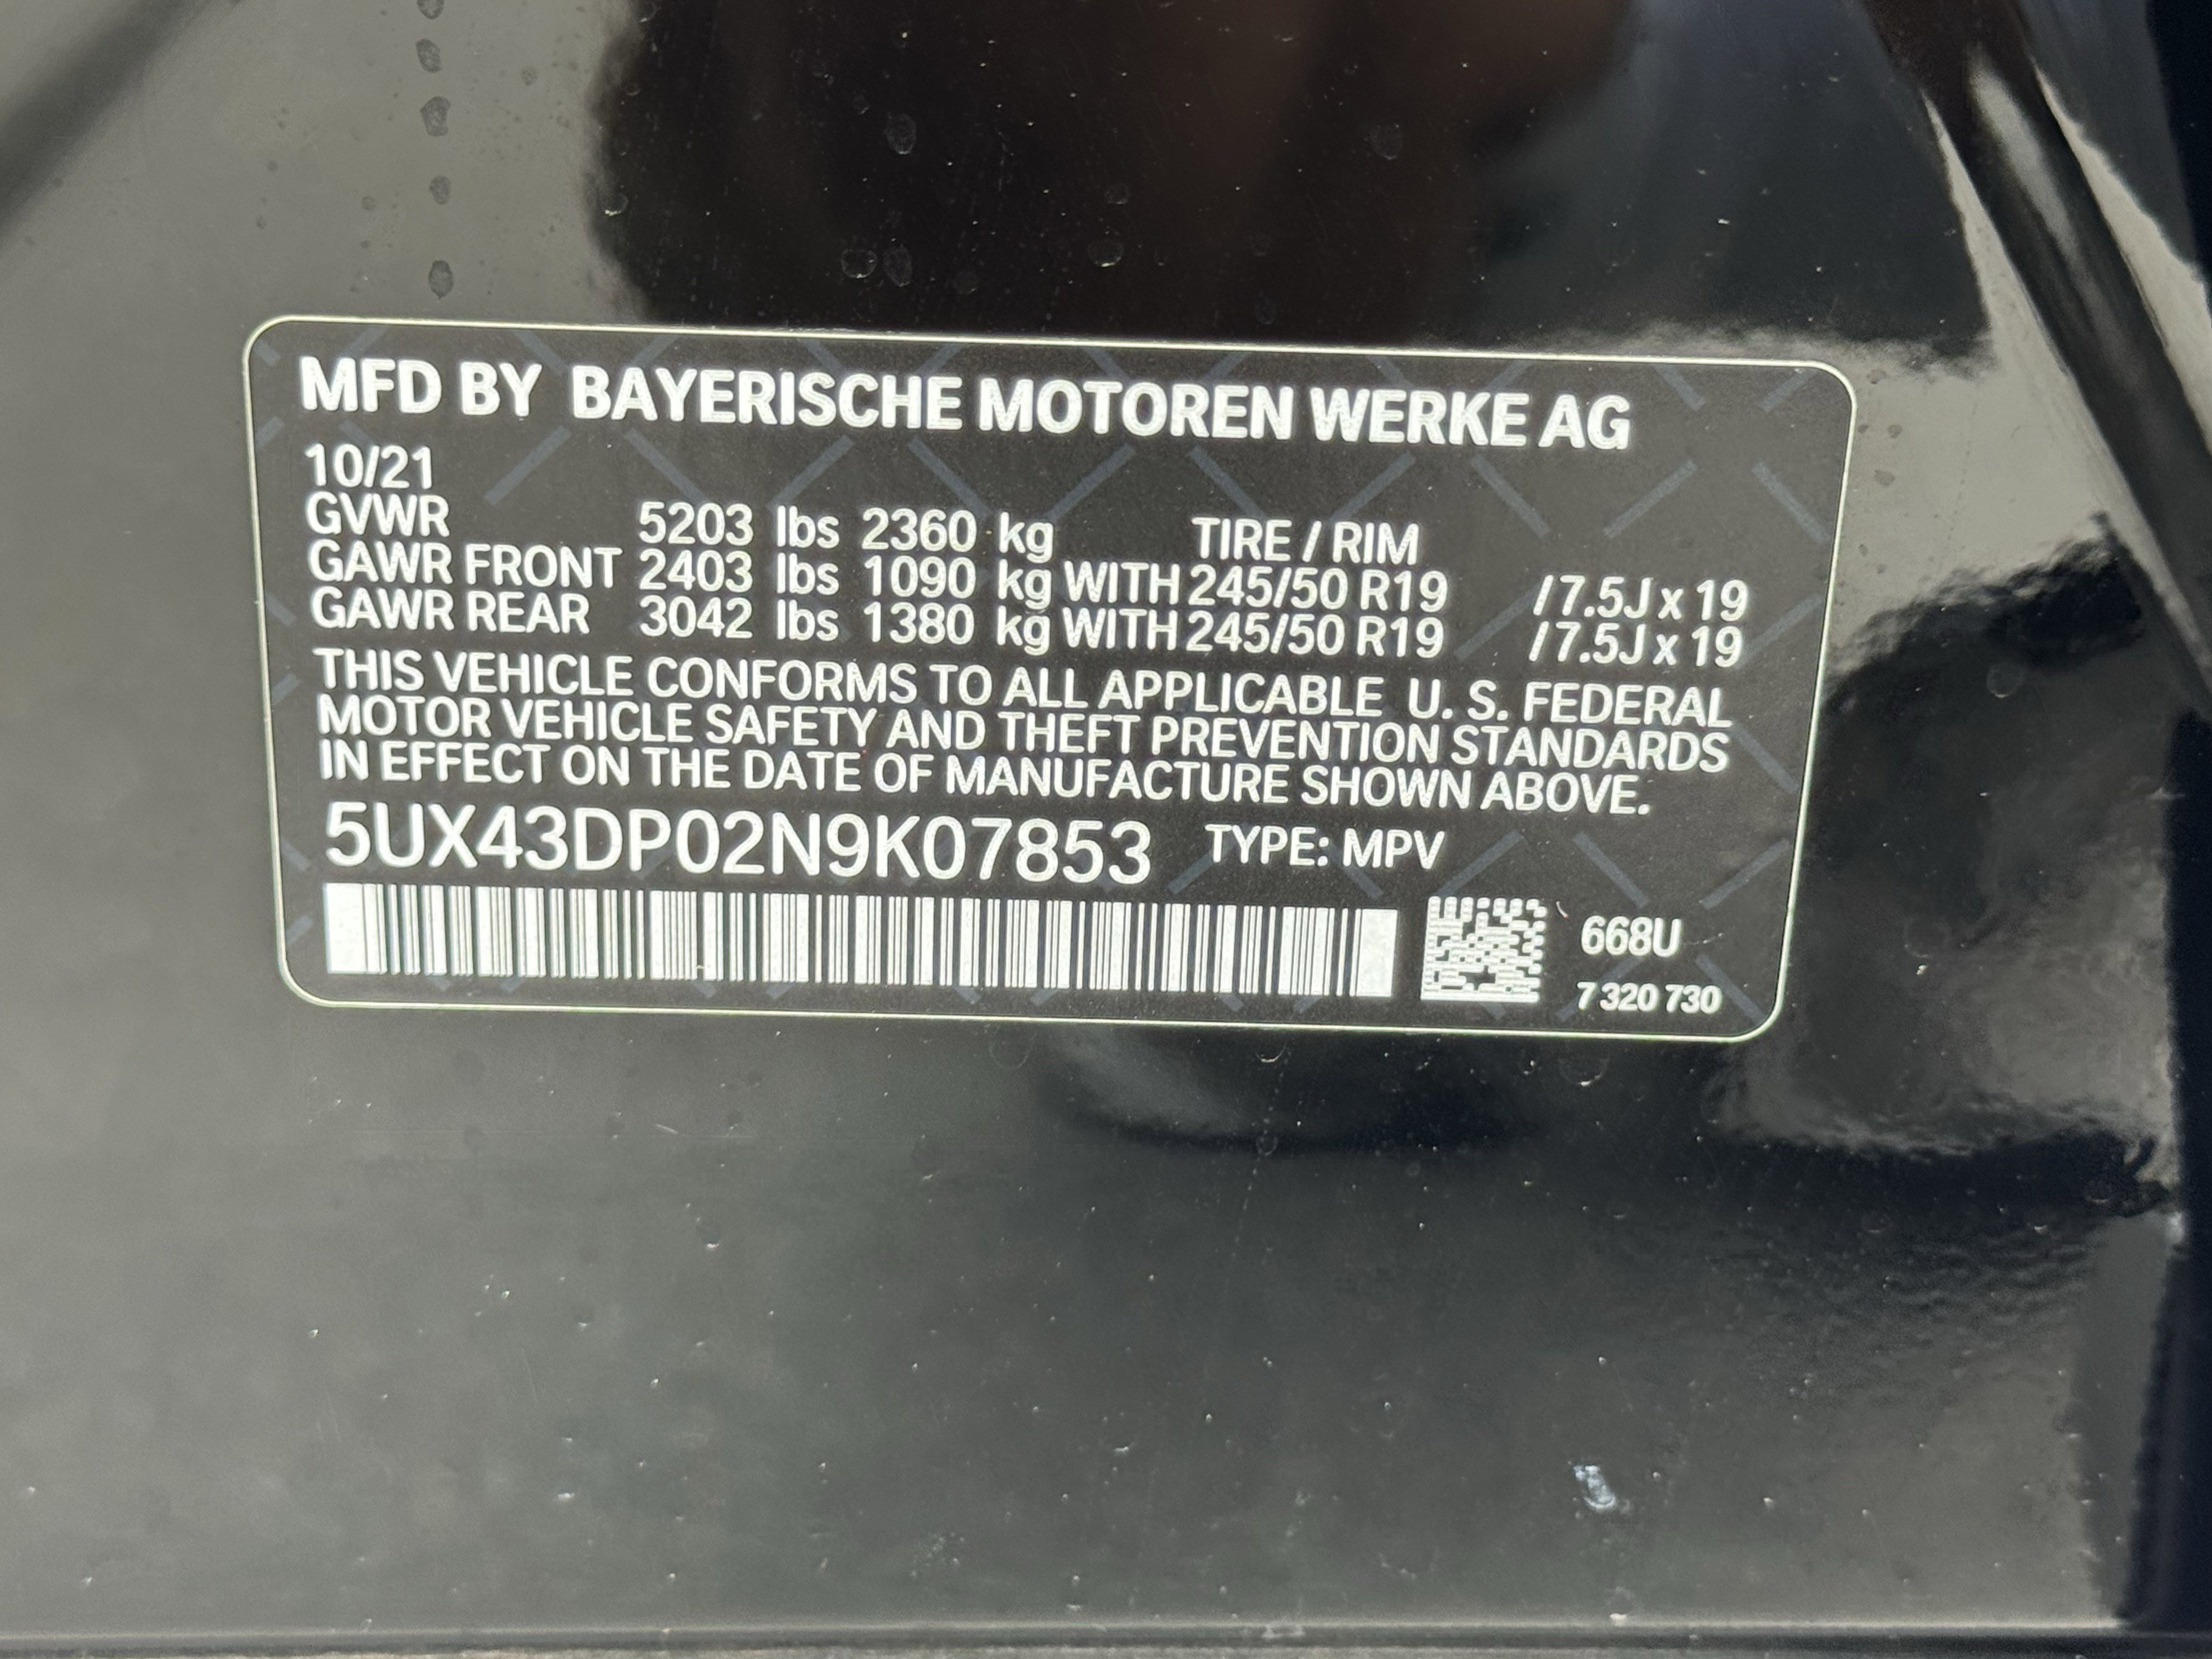 MFD BY BAYERISCHE MOTOREN WERKE AG
10/21
GVWR 5203 lbs 2360 kg TIRE / RIM
GAWR FRONT 2403 lbs 1090 kg WITH 245/50 R19 / 7.5J x 19
GAWR REAR 3042 lbs 1380 kg WITH 245/50 R19 / 7.5J x 19
THIS VEHICLE CONFORMS TO ALL APPLICABLE U. S. FEDERAL
MOTOR VEHICLE SAFETY AND THEFT PREVENTION STANDARDS
IN EFFECT ON THE DATE OF MANUFACTURE SHOWN ABOVE.
5UX43DP02N9K07853 TYPE: MPV
668U
7 320 730